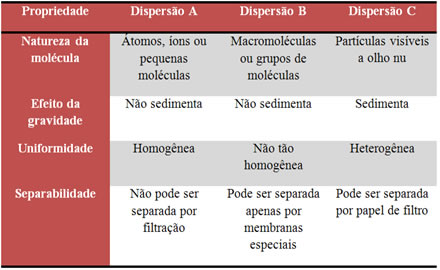 Propriedade Dispersão A Dispersão B Dispersão C
Natureza da molécula Átomos, íons ou pequenas moléculas Macromoléculas ou grupos de moléculas Partículas visíveis a olho nu
Efeito da gravidade Não sedimenta Não sedimenta Sedimenta
Uniformidade Homogênea Não tão homogênea Heterogênea
Separabilidade Não pode ser separada por filtração Pode ser separada apenas por membranas especiais Pode ser separada por papel de filtro